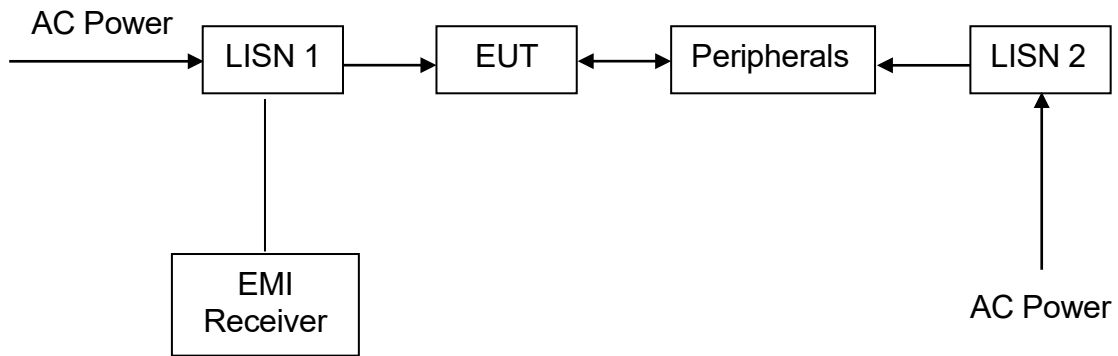 AC Power
LISN 1
EUT
Peripherals
LISN 2
EMI
Receiver
AC Power